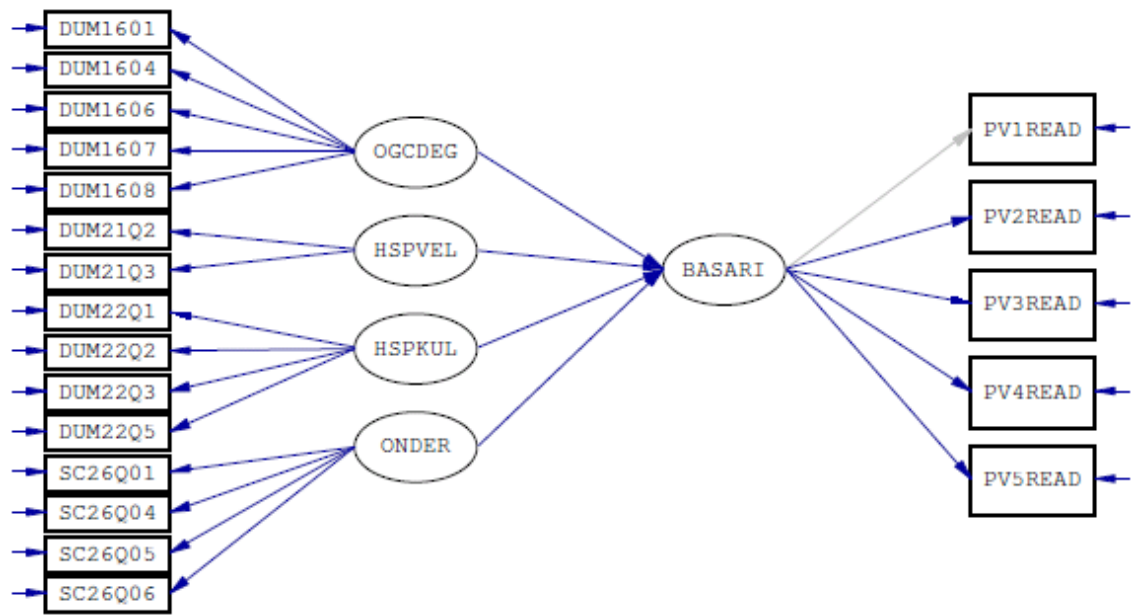 DUM1601
DUM1604
DUM1606
DUM1607
DUM1608
DUM21Q2
DUM21Q3
DUM22Q1
DUM22Q2
DUM22Q3
DUM22Q5
SC26Q01
SC26Q04
SC26Q05
SC26Q06
OGCDEG
HSPVEL
HSPKUL
ONDER
BASARI
PV1READ
PV2READ
PV3READ
PV4READ
PV5READ